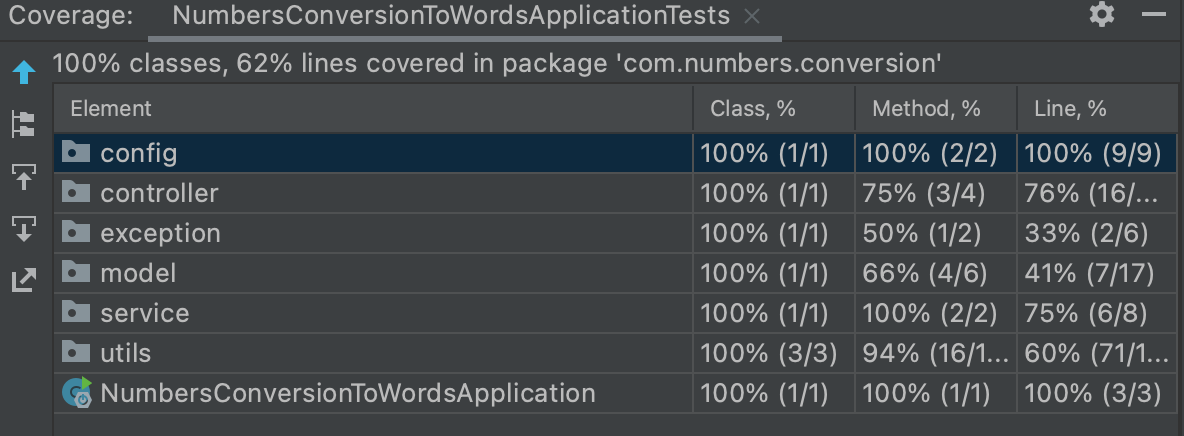 Coverage: NumbersConversionToWordsApplicationTests
100% classes, 62% lines covered in package 'com.numbers.conversion'
Element Class, % Method, % Line, %
config 100% (1/1) 100% (2/2) 100% (9/9)
controller 100% (1/1) 75% (3/4) 76% (16/...
exception 100% (1/1) 50% (1/2) 33% (2/6)
model 100% (1/1) 66% (4/6) 41% (7/17)
service 100% (1/1) 100% (2/2) 75% (6/8)
utils 100% (3/3) 94% (16/1... 60% (71/1...
NumbersConversionToWordsApplication 100% (1/1) 100% (1/1) 100% (3/3)